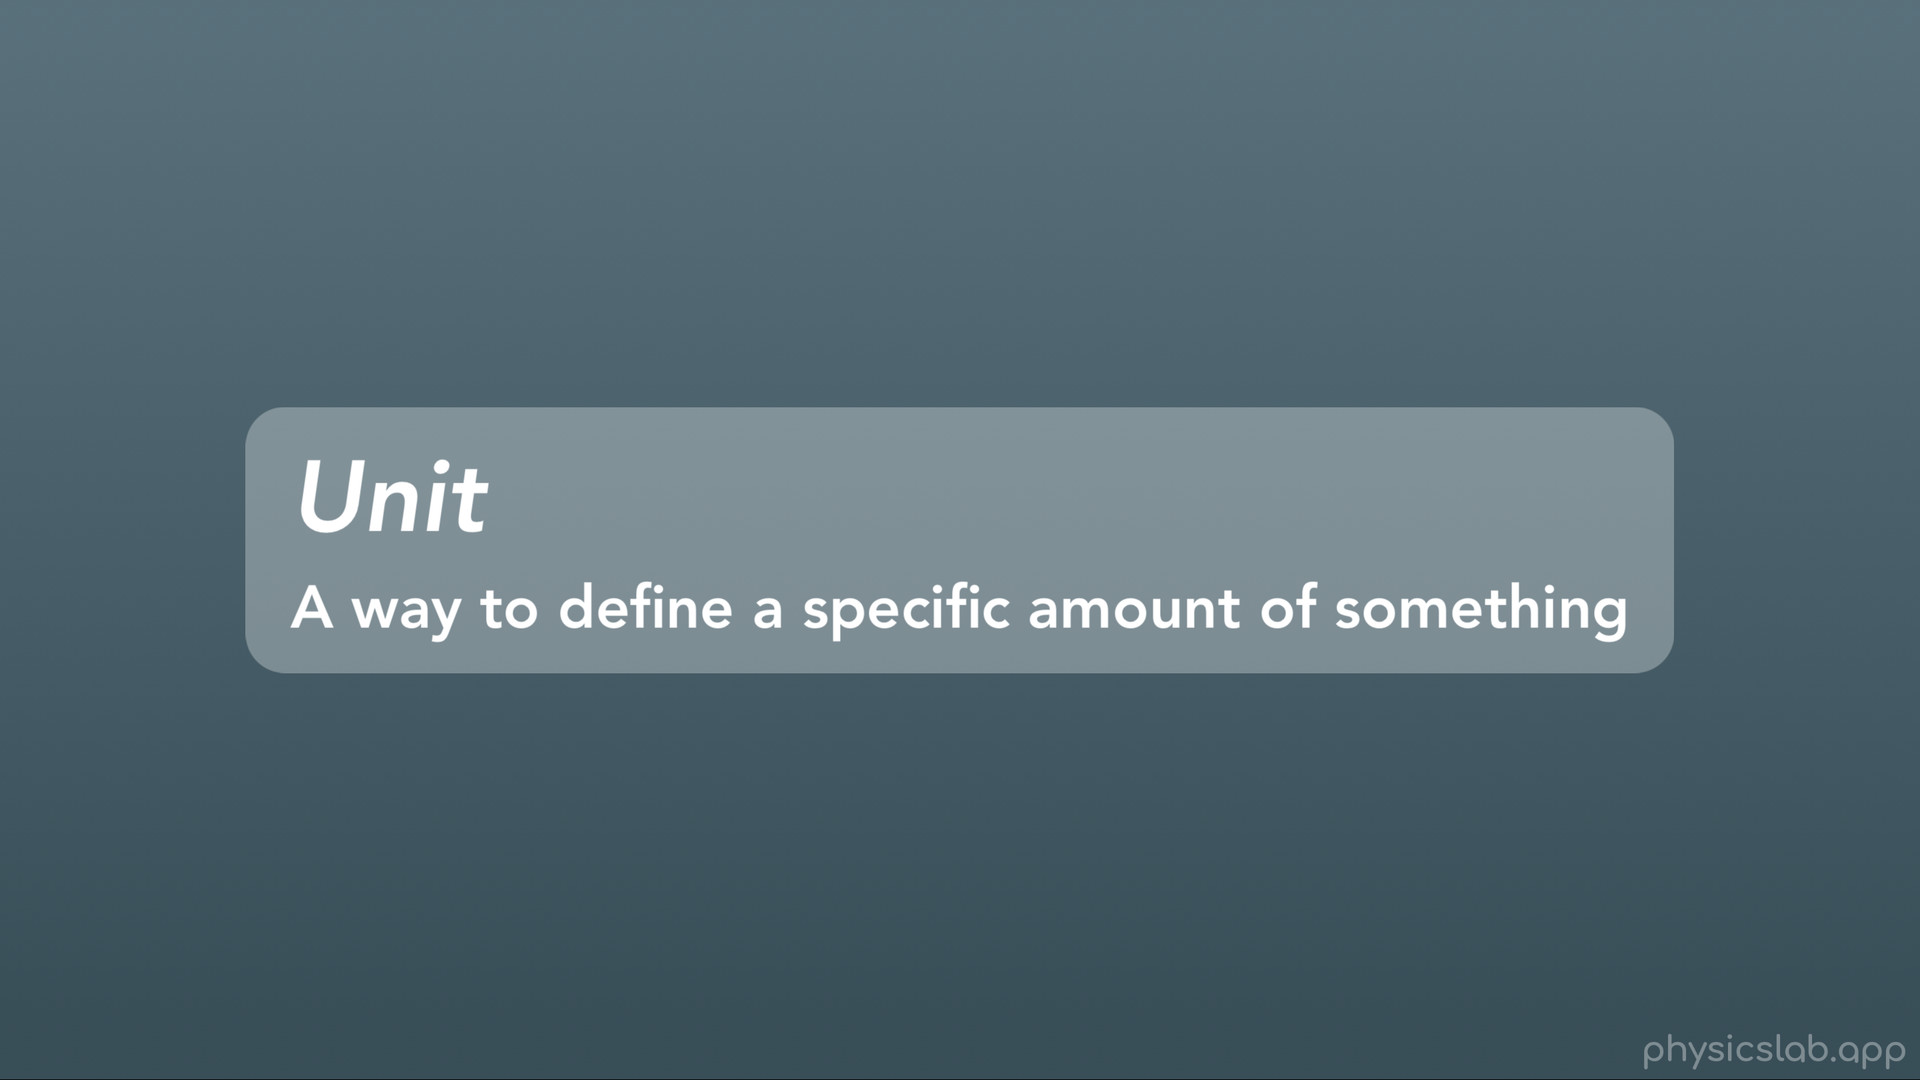 Unit
A way to define a specific amount of something
physicslab.app